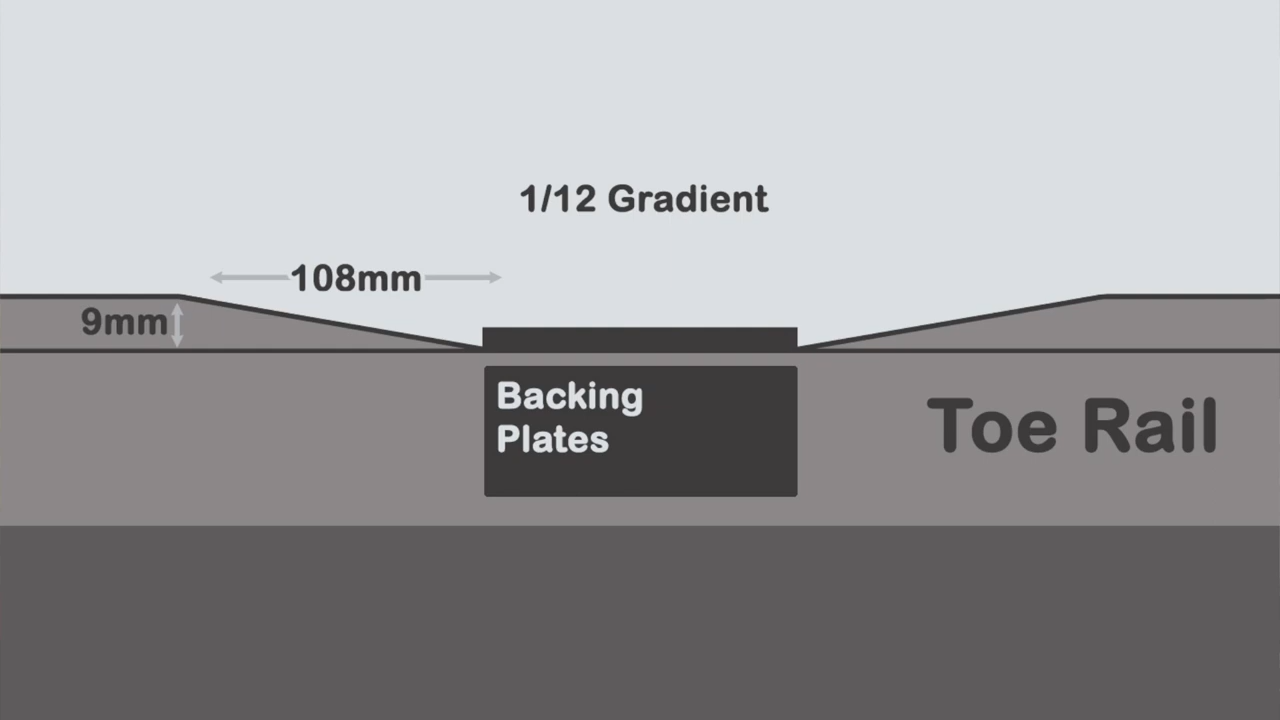 1/12 Gradient
108mm
9mm
Backing
Plates
Toe Rail